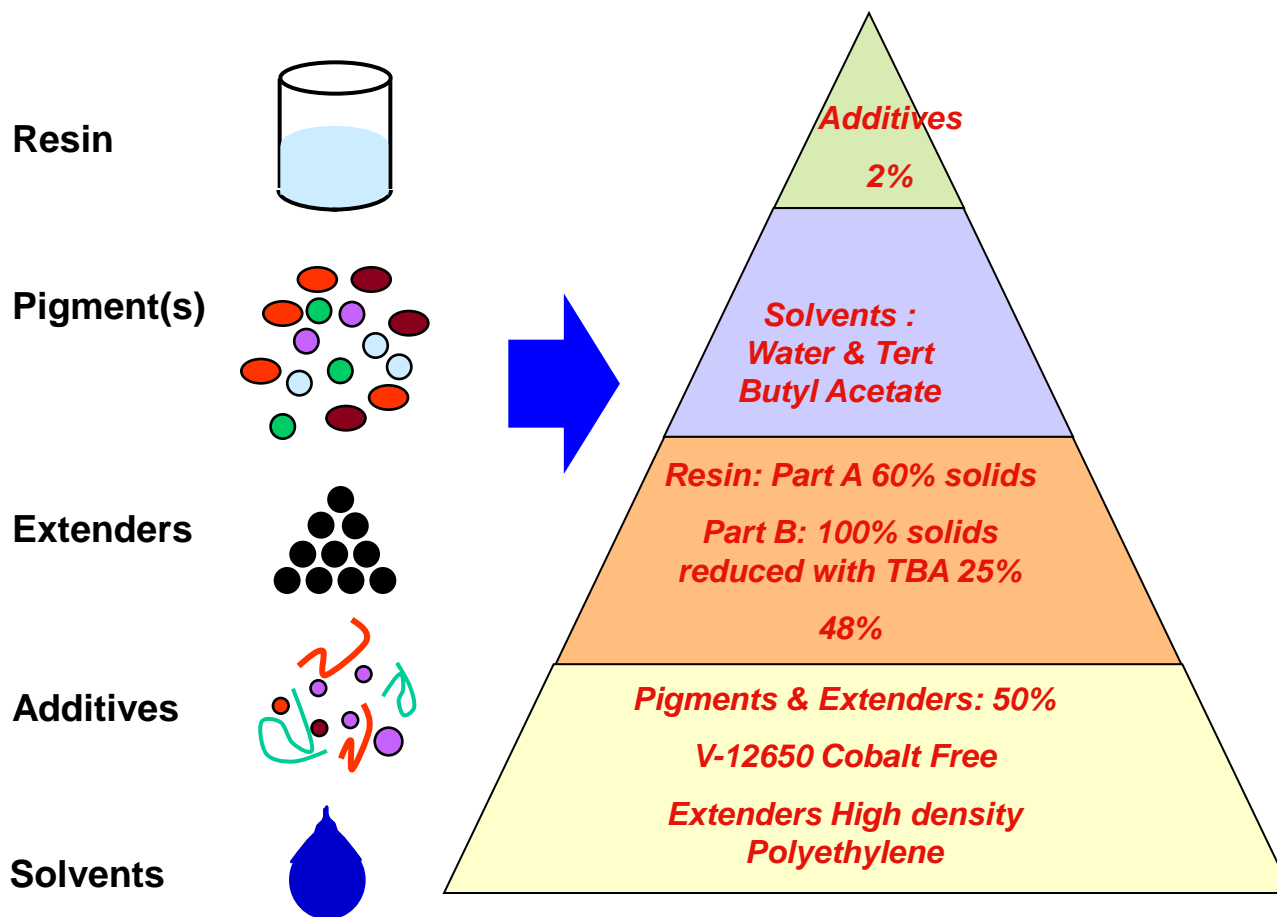 Resin
Pigment(s)
Extenders
Additives
Solvents
Additives
2%
Solvents :
Water & Tert
Butyl Acetate
Resin: Part A 60% solids
Part B: 100% solids
reduced with TBA 25%
48%
Pigments & Extenders: 50%
V-12650 Cobalt Free
Extenders High density
Polyethylene